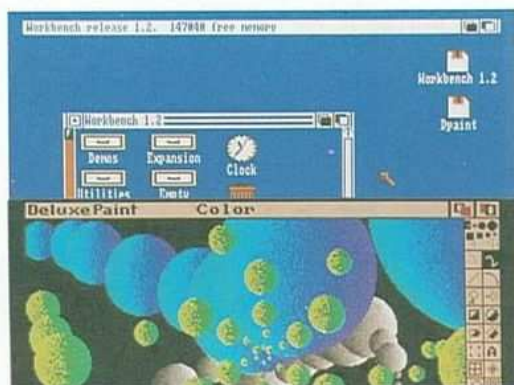 Workbench release 1.2. 147040 free memory
Workbench 1.2
Dpaint
Workbench 1.2
Demos Expansion Clock
Utilities Empty
DeluxePaint Color
A